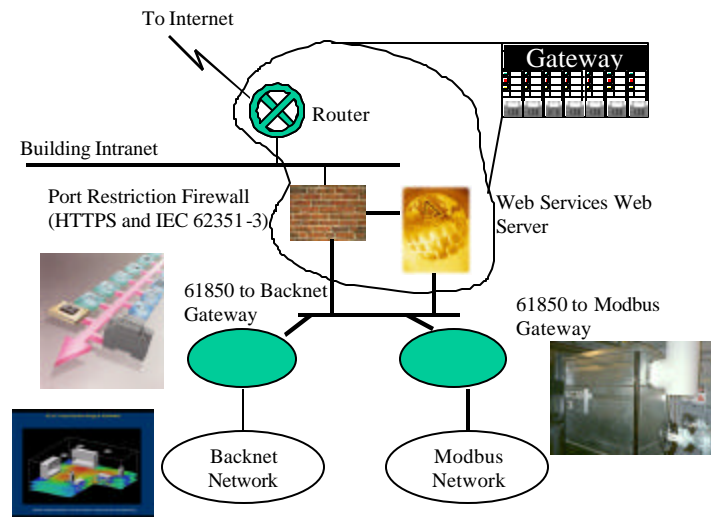 To Internet
Gateway
Router
Building Intranet
Port Restriction Firewall
(HTTPS and IEC 62351-3)
Web Services Web
Server
61850 to Backnet
Gateway
61850 to Modbus
Gateway
Backnet
Network
Modbus
Network